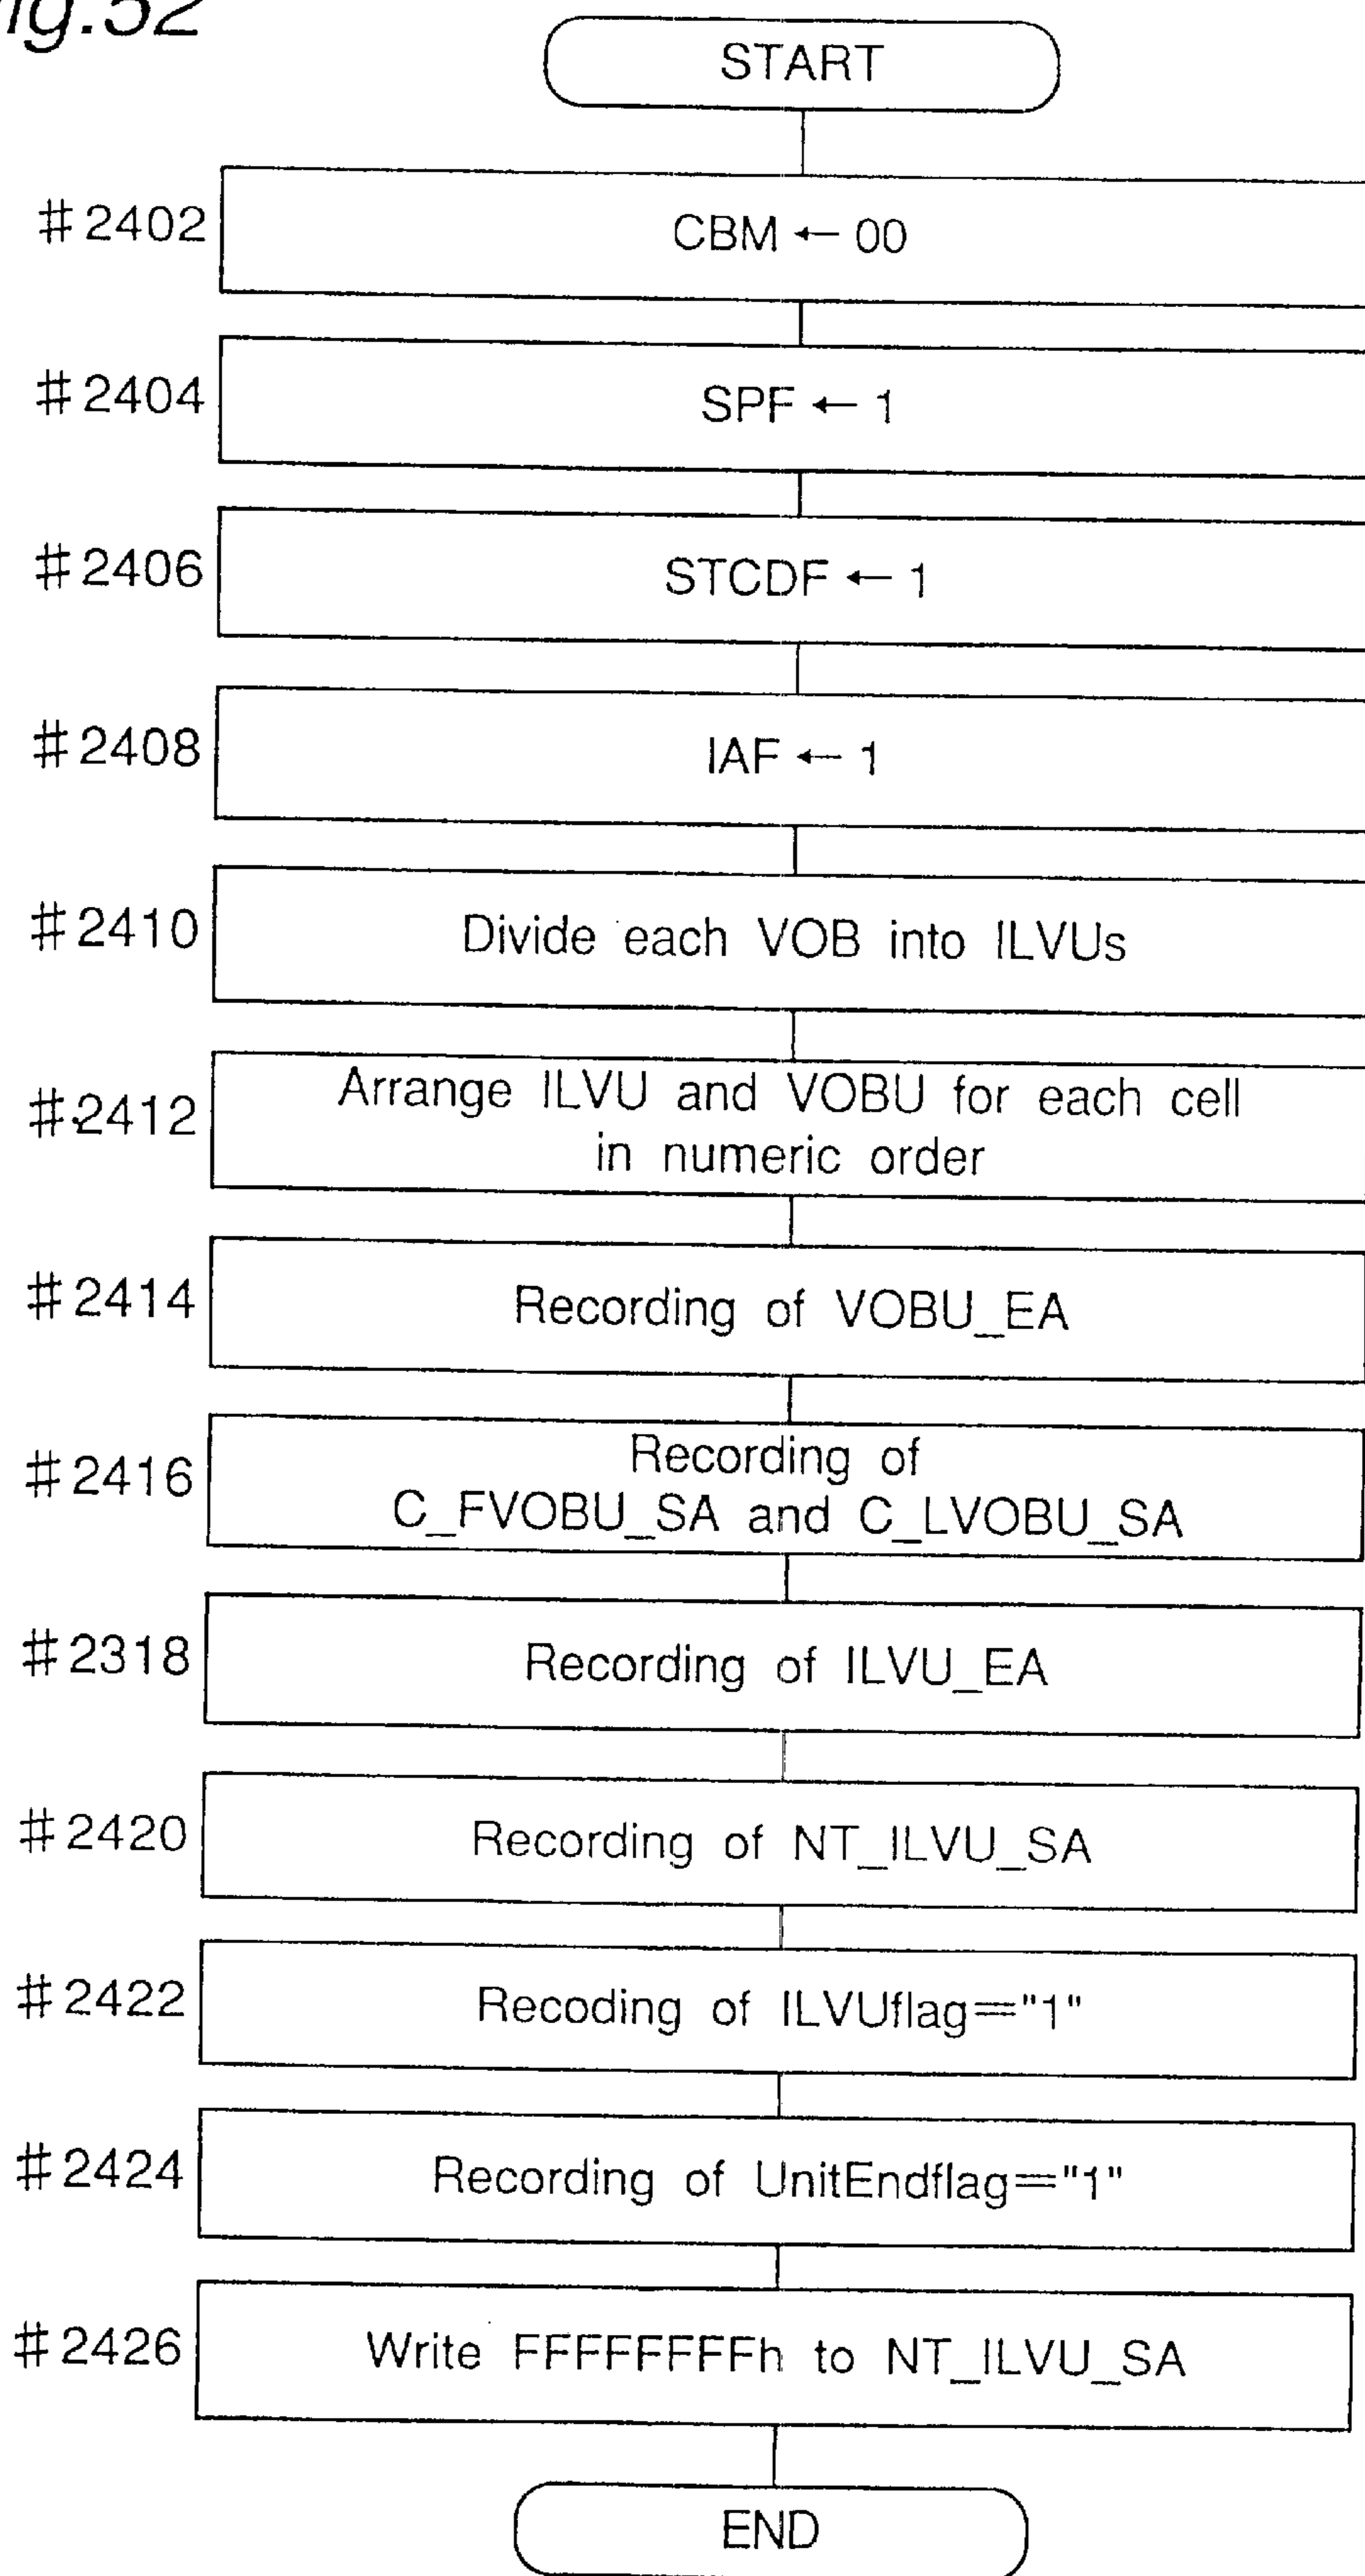 ig.52
START
#2402
CBM ← 00
#2404
SPF ← 1
#2406
STCDF ← 1
#2408
IAF ← 1
#2410
Divide each VOB into ILVUs
#2412
Arrange ILVU and VOBU for each cell
in numeric order
#2414
Recording of VOBU_EA
#2416
Recording of
C_FVOBU_SA and C_LVOBU_SA
#2318
Recording of ILVU_EA
#2420
Recording of NT_ILVU_SA
#2422
Recoding of ILVUflag="1"
#2424
Recording of UnitEndflag="1"
#2426
Write FFFFFFFFh to NT_ILVU_SA
END